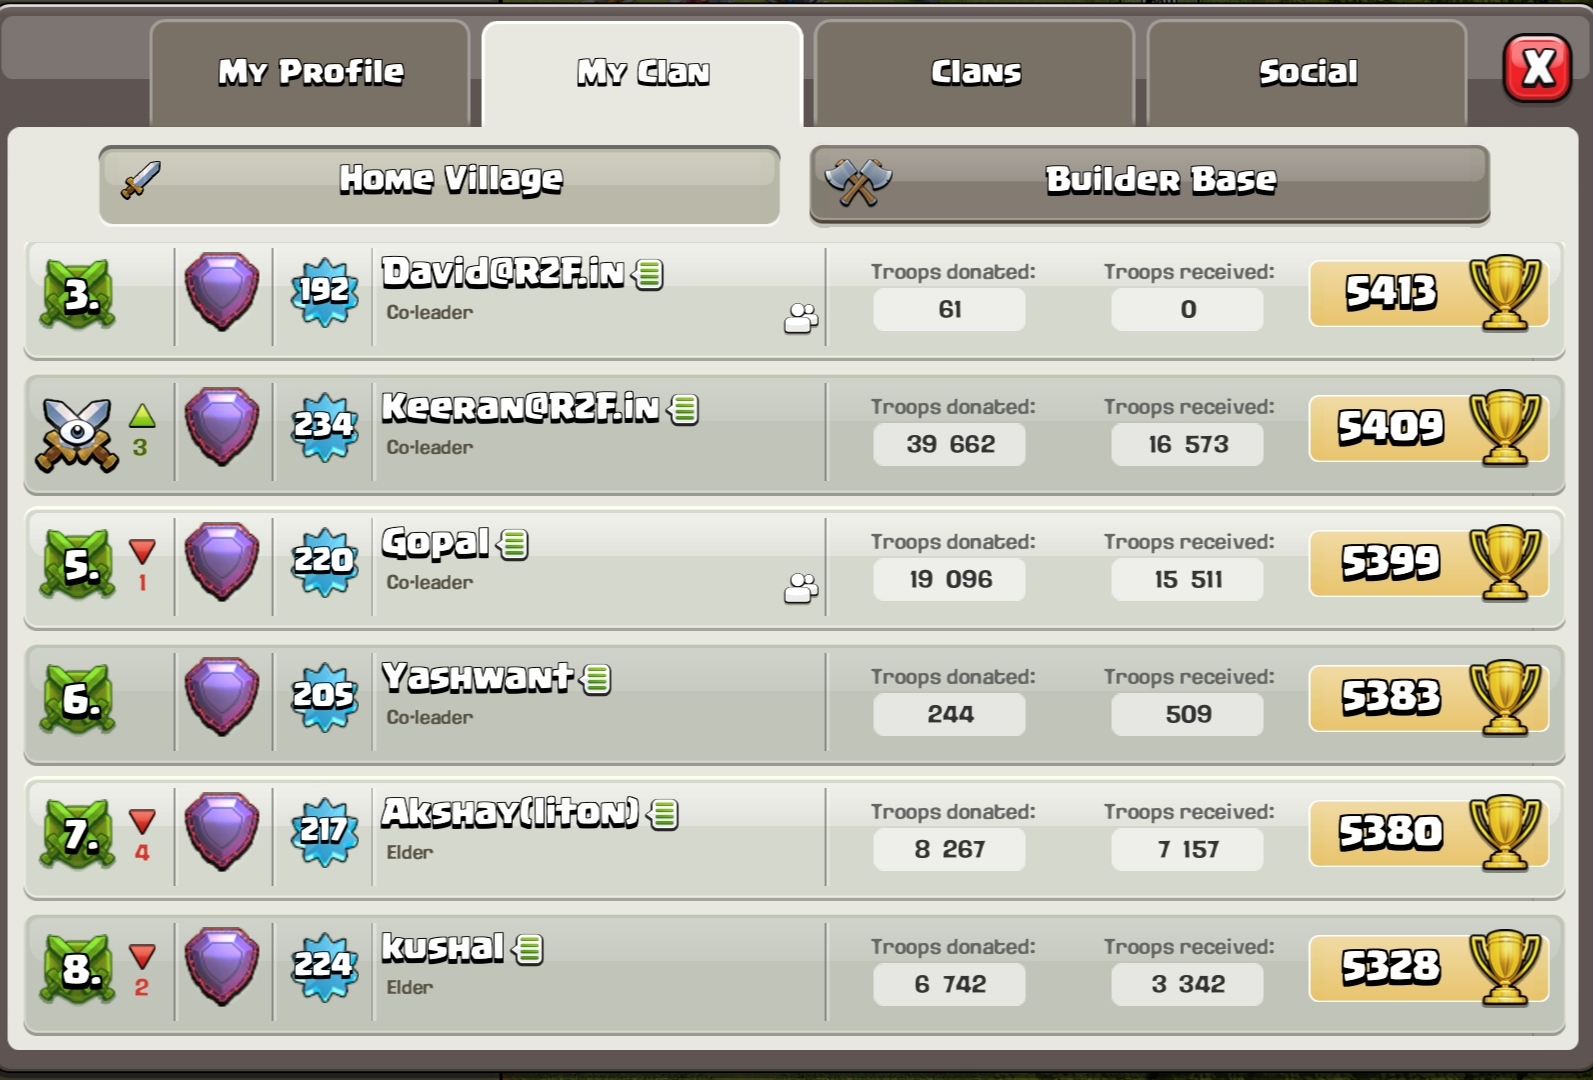 My Profile
My Clan
Clans
Social
X
Home Village
Builder Base
3.
192
David@R2F.in
Co-leader
Troops donated:
61
Troops received:
0
5413
3
234
Keeran@R2F.in
Co-leader
Troops donated:
39 662
Troops received:
16 573
5409
5.
1
220
Gopal
Co-leader
Troops donated:
19 096
Troops received:
15 511
5399
6.
205
Yashwant
Co-leader
Troops donated:
244
Troops received:
509
5383
7.
4
217
Akshay(liton)
Elder
Troops donated:
8 267
Troops received:
7 157
5380
8.
2
224
kushal
Elder
Troops donated:
6 742
Troops received:
3 342
5328